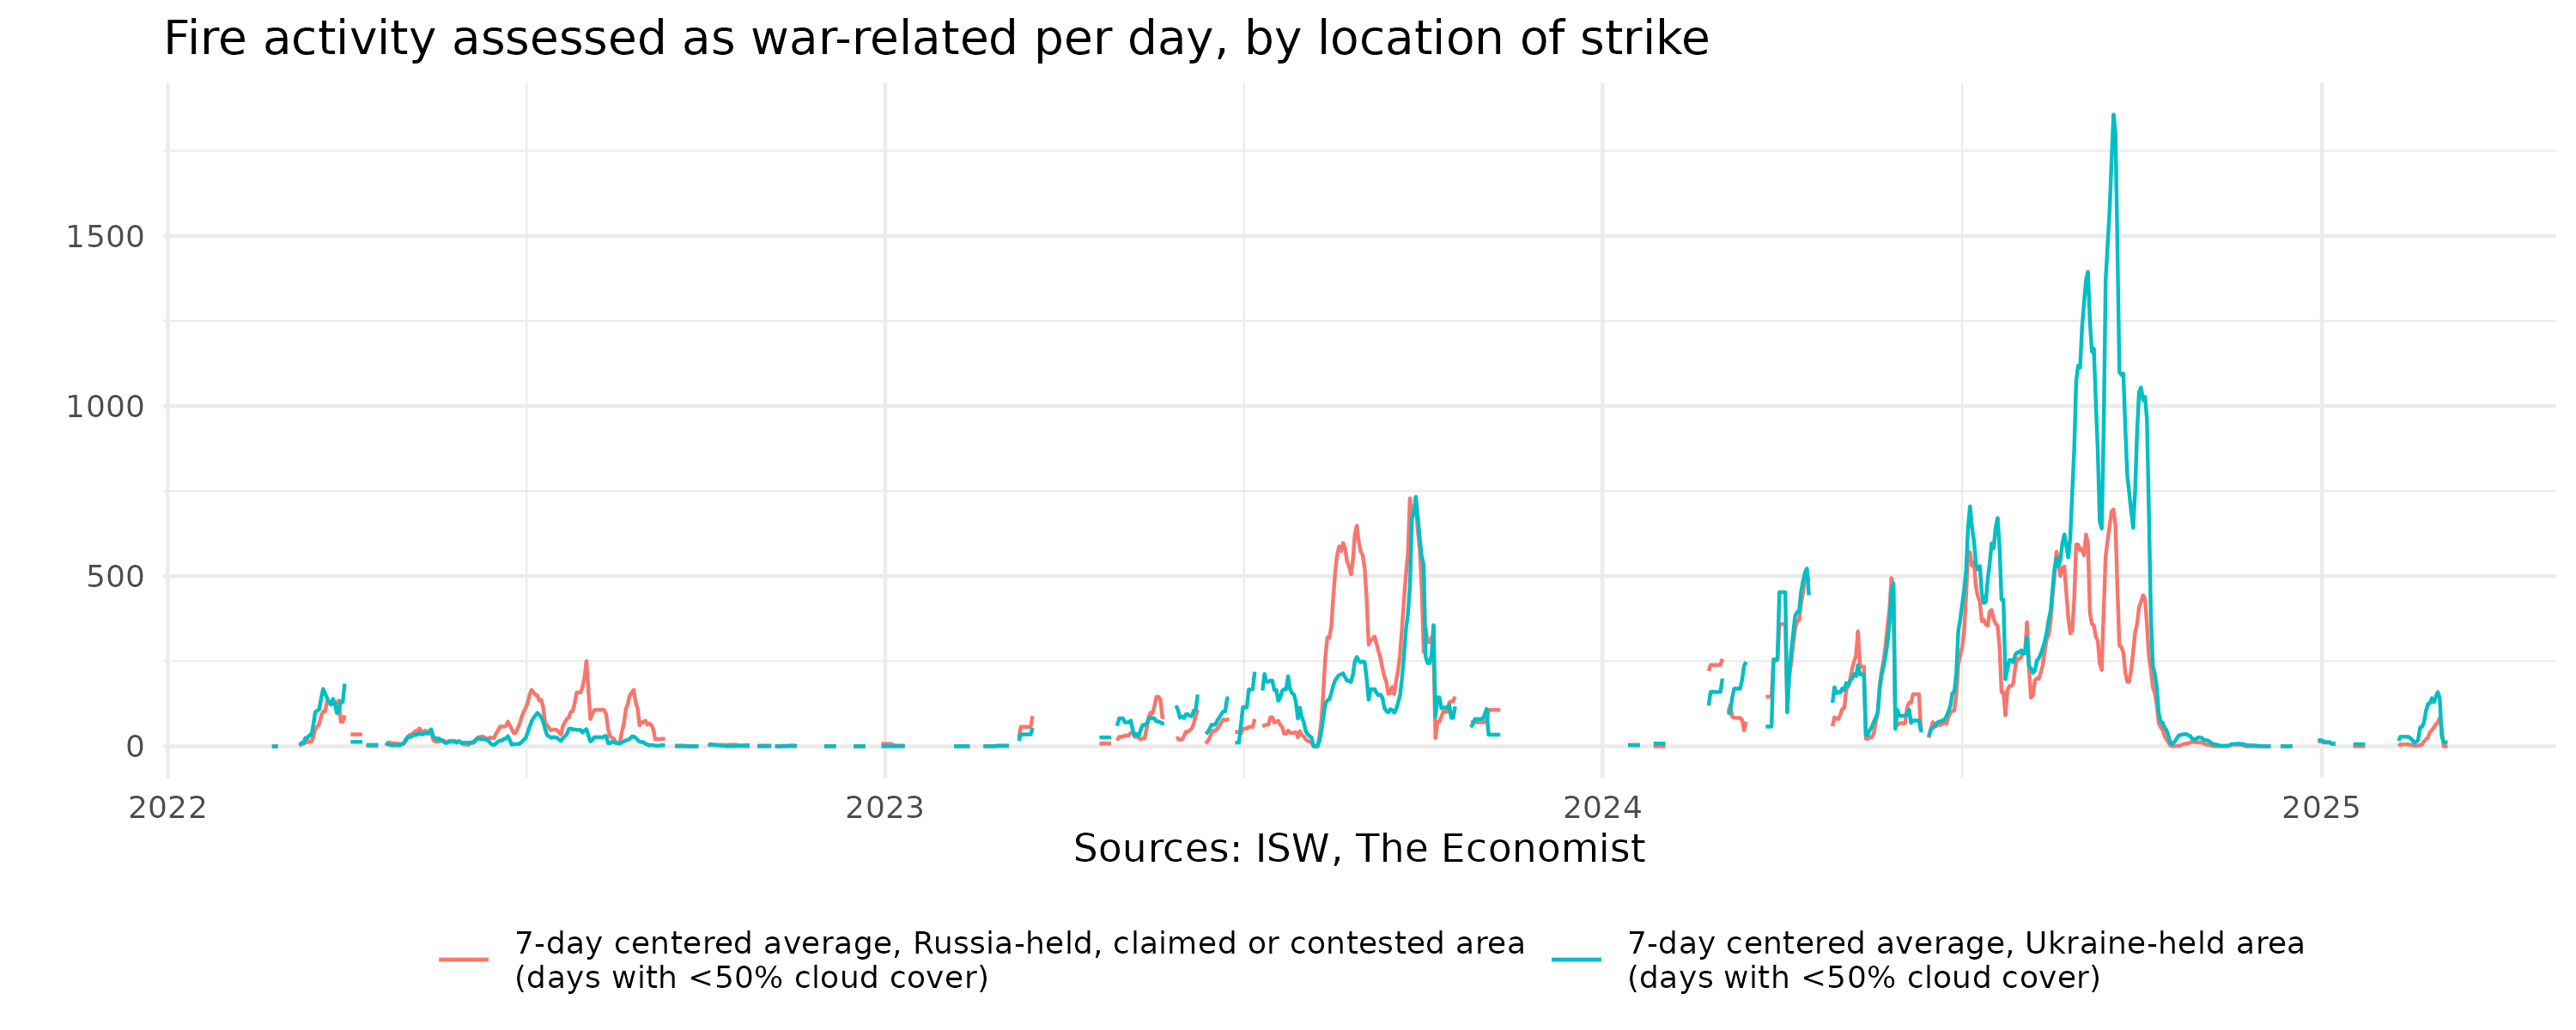 Fire activity assessed as war-related per day, by location of strike
1500
1000
500
0
2022
2023
2024
2025
Sources: ISW, The Economist
7-day centered average, Russia-held, claimed or contested area
(days with <50% cloud cover)
7-day centered average, Ukraine-held area
(days with <50% cloud cover)